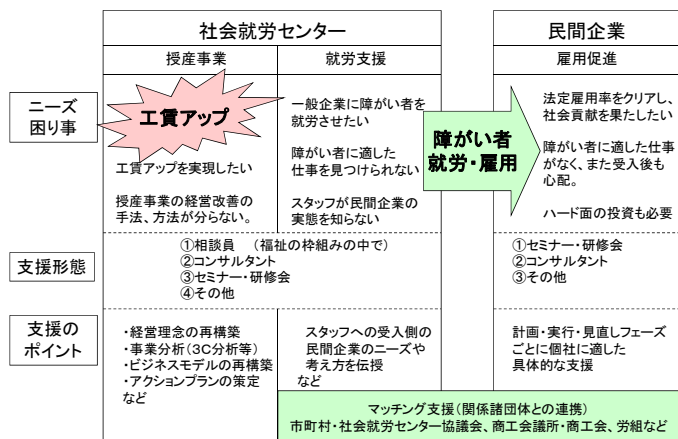 社会就労センター
民間企業
授産事業
就労支援
雇用促進
ニーズ
困り事
工賃アップ
工賃アップを実現したい
授産事業の経営改善の
手法、方法が分らない。
一般企業に障がい者を
就労させたい
障がい者に適した
仕事を見つけられない
スタッフが民間企業の
実態を知らない
障がい者
就労・雇用
法定雇用率をクリアし、
社会貢献を果たしたい
障がい者に適した仕事
がなく、また受入後も
心配。
ハード面の投資も必要
支援形態
①相談員　（福祉の枠組みの中で）
②コンサルタント
③セミナー・研修会
④その他
①セミナー・研修会
②コンサルタント
③その他
支援の
ポイント
・経営理念の再構築
・事業分析（３C分析等）
・ビジネスモデルの再構築
・アクションプランの策定
など
スタッフへの受入側の
民間企業のニーズや
考え方を伝授
など
計画・実行・見直しフェーズ
ごとに個社に適した
具体的な支援
マッチング支援（関係諸団体との連携）
市町村・社会就労センター協議会、商工会議所・商工会、労組など